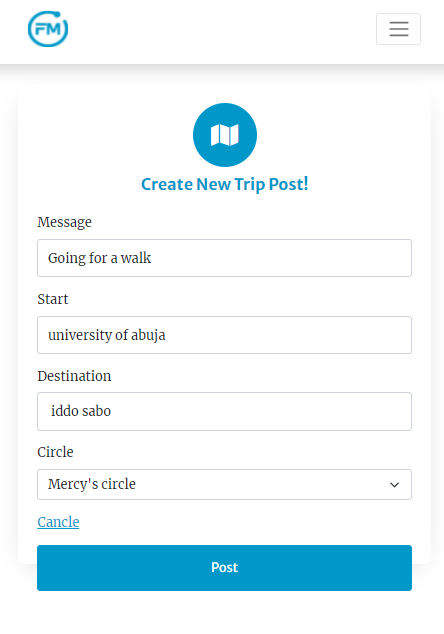 FM
Create New Trip Post!
Message
Going for a walk
Start
university of abuja
Destination
iddo sabo
Circle
Mercy's circle
Cancle
Post